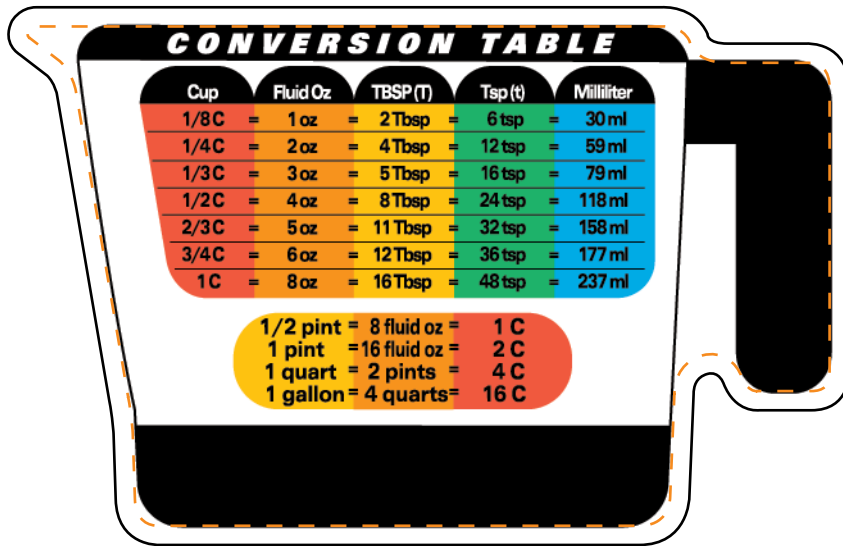 CONVERSION TABLE
Cup Fluid Oz TBSP (T) Tsp (t) Milliliter
1/8 C = 1 oz = 2 Tbsp = 6 tsp = 30 ml
1/4 C = 2 oz = 4 Tbsp = 12 tsp = 59 ml
1/3 C = 3 oz = 5 Tbsp = 16 tsp = 79 ml
1/2 C = 4 oz = 8 Tbsp = 24 tsp = 118 ml
2/3 C = 5 oz = 11 Tbsp = 32 tsp = 158 ml
3/4 C = 6 oz = 12 Tbsp = 36 tsp = 177 ml
1 C = 8 oz = 16 Tbsp = 48 tsp = 237 ml
1/2 pint = 8 fluid oz = 1 C
1 pint = 16 fluid oz = 2 C
1 quart = 2 pints = 4 C
1 gallon = 4 quarts = 16 C